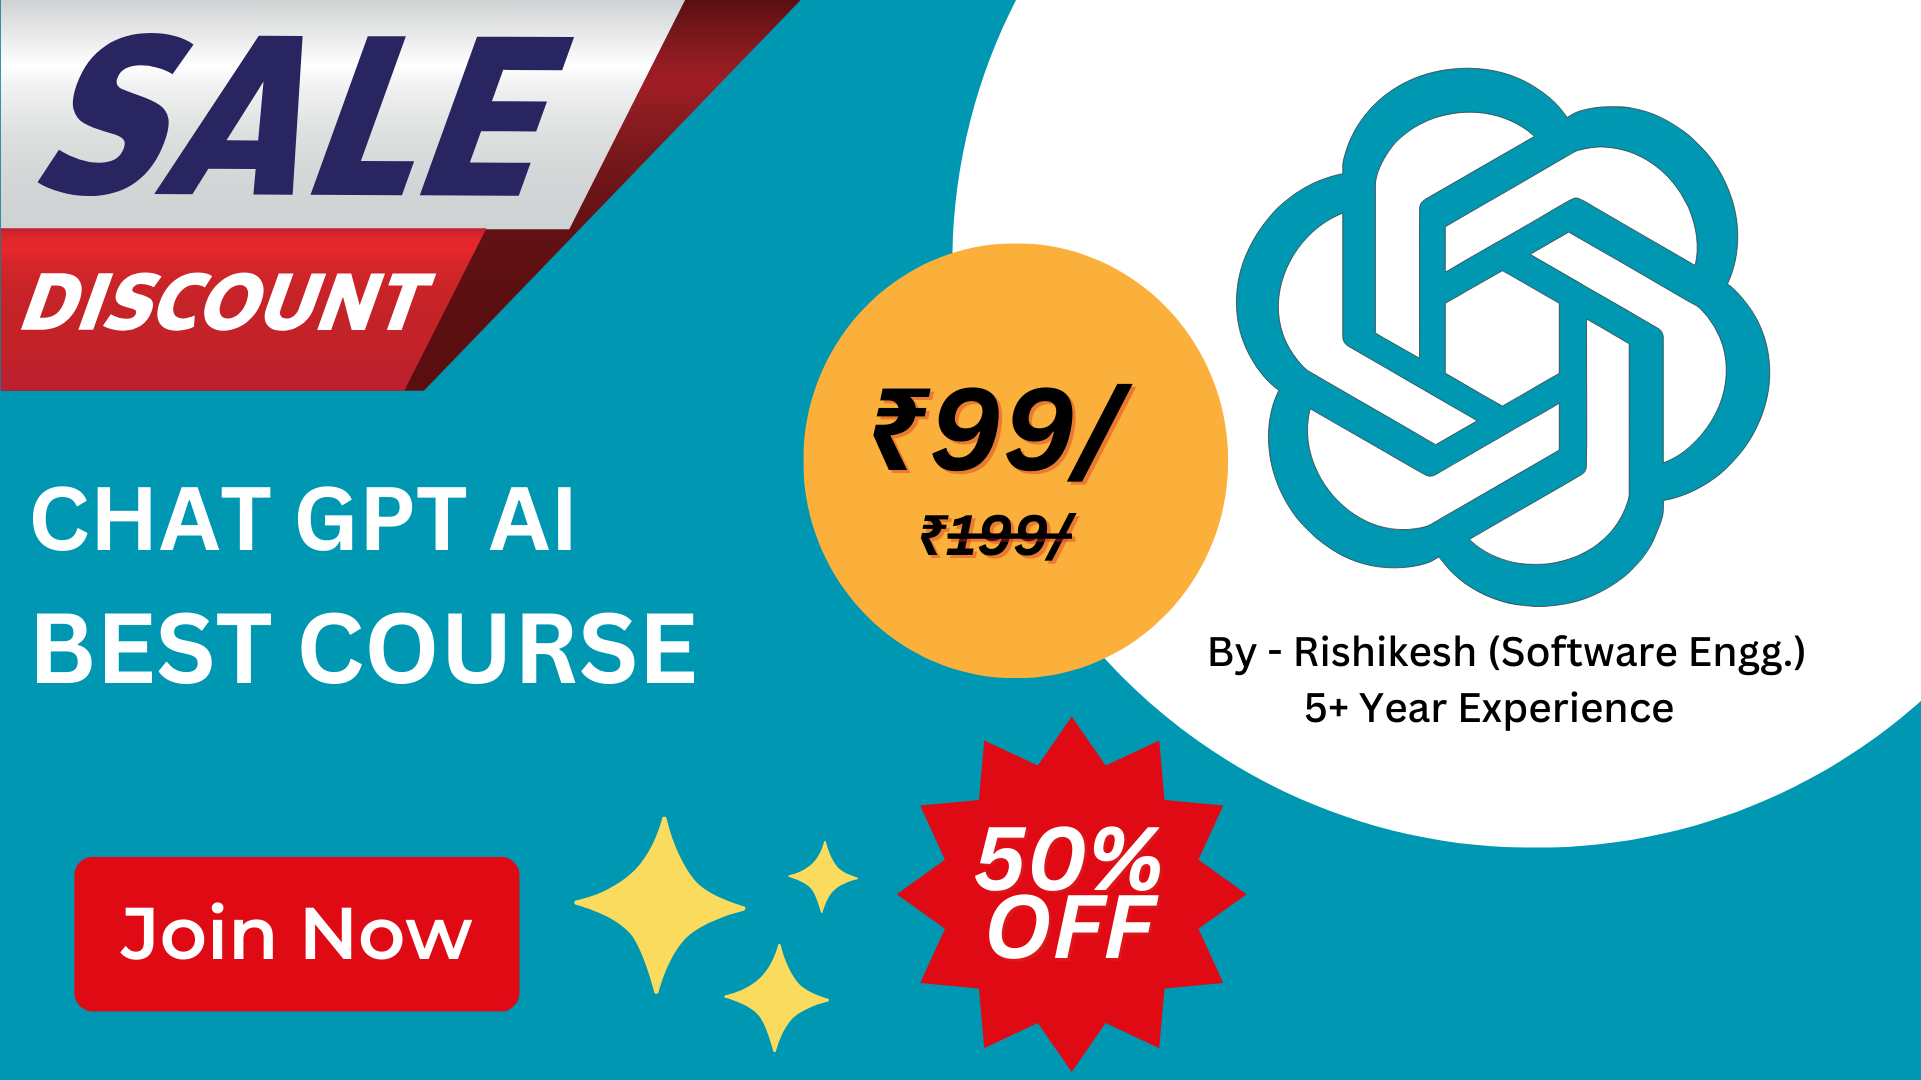 SALE
DISCOUNT
₹99/
₹199/
CHAT GPT AI
BEST COURSE
By - Rishikesh (Software Engg.)
5+ Year Experience
Join Now
50%
OFF